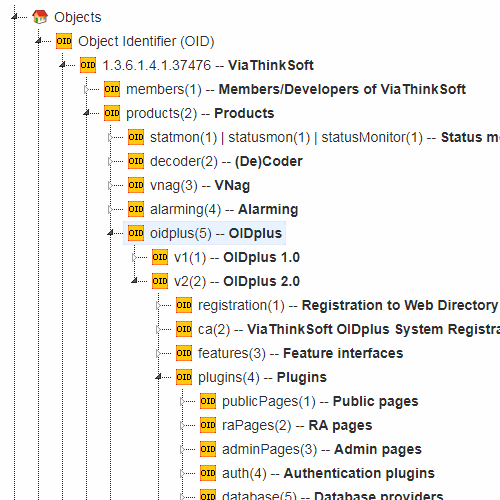 Objects
OID Object Identifier (OID)
OID 1.3.6.1.4.1.37476 -- ViaThinkSoft
OID members(1) -- Members/Developers of ViaThinkSoft
OID products(2) -- Products
OID statmon(1) | statusmon(1) | statusMonitor(1) -- Status
OID decoder(2) -- (De)Coder
OID vnag(3) -- VNag
OID alarming(4) -- Alarming
OID oidplus(5) -- OIDplus
OID v1(1) -- OIDplus 1.0
OID v2(2) -- OIDplus 2.0
OID registration(1) -- Registration to Web Directory
OID ca(2) -- ViaThinkSoft OIDplus System Registra
OID features(3) -- Feature interfaces
OID plugins(4) -- Plugins
OID publicPages(1) -- Public pages
OID raPages(2) -- RA pages
OID adminPages(3) -- Admin pages
OID auth(4) -- Authentication plugins
OID database(5) -- Database providers